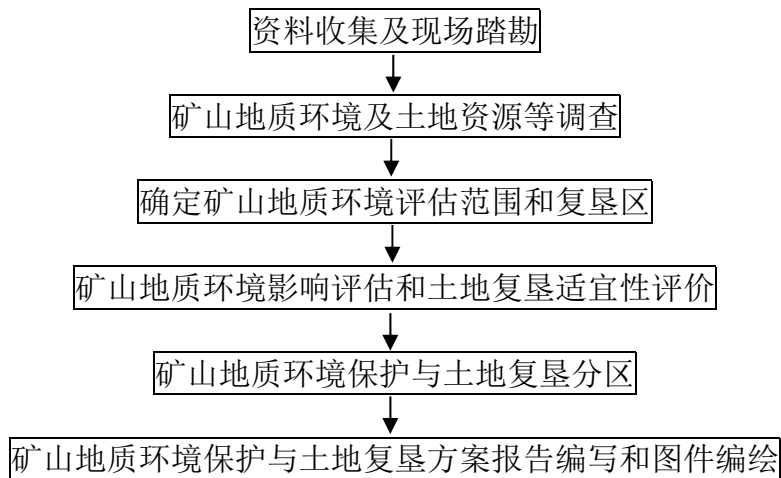 资料收集及现场踏勘
矿山地质环境及土地资源等调查
确定矿山地质环境评估范围和复垦区
矿山地质环境影响评估和土地复垦适宜性评价
矿山地质环境保护与土地复垦分区
矿山地质环境保护与土地复垦方案报告编写和图件编绘